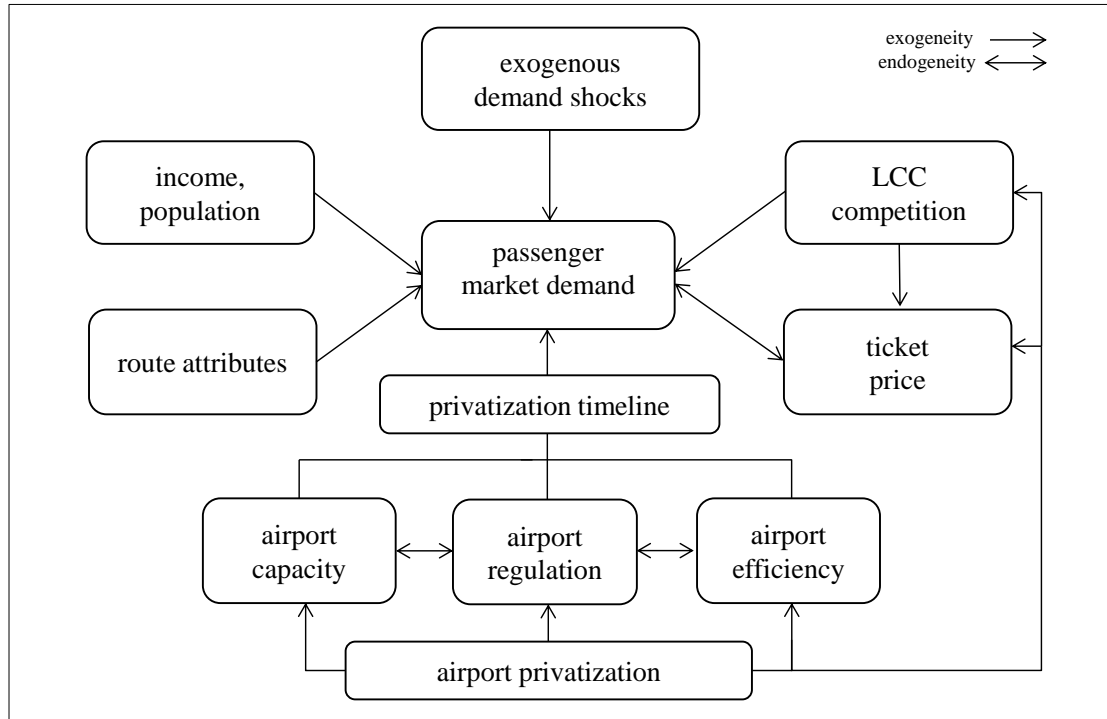 exogeneity
endogeneity
exogenous
demand shocks
income,
population
LCC
competition
passenger
market demand
route attributes
ticket
price
privatization timeline
airport
capacity
airport
regulation
airport
efficiency
airport privatization